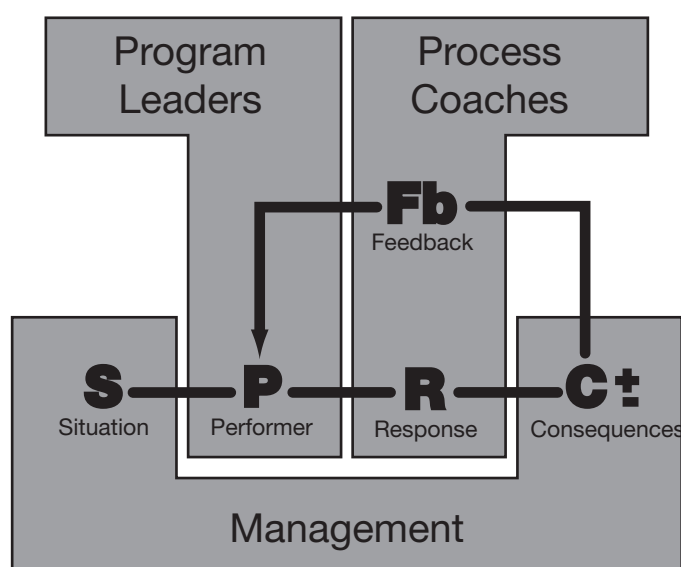 Program
Leaders
Process
Coaches
Fb
Feedback
S P R C ±
Situation Performer Response Consequences
Management